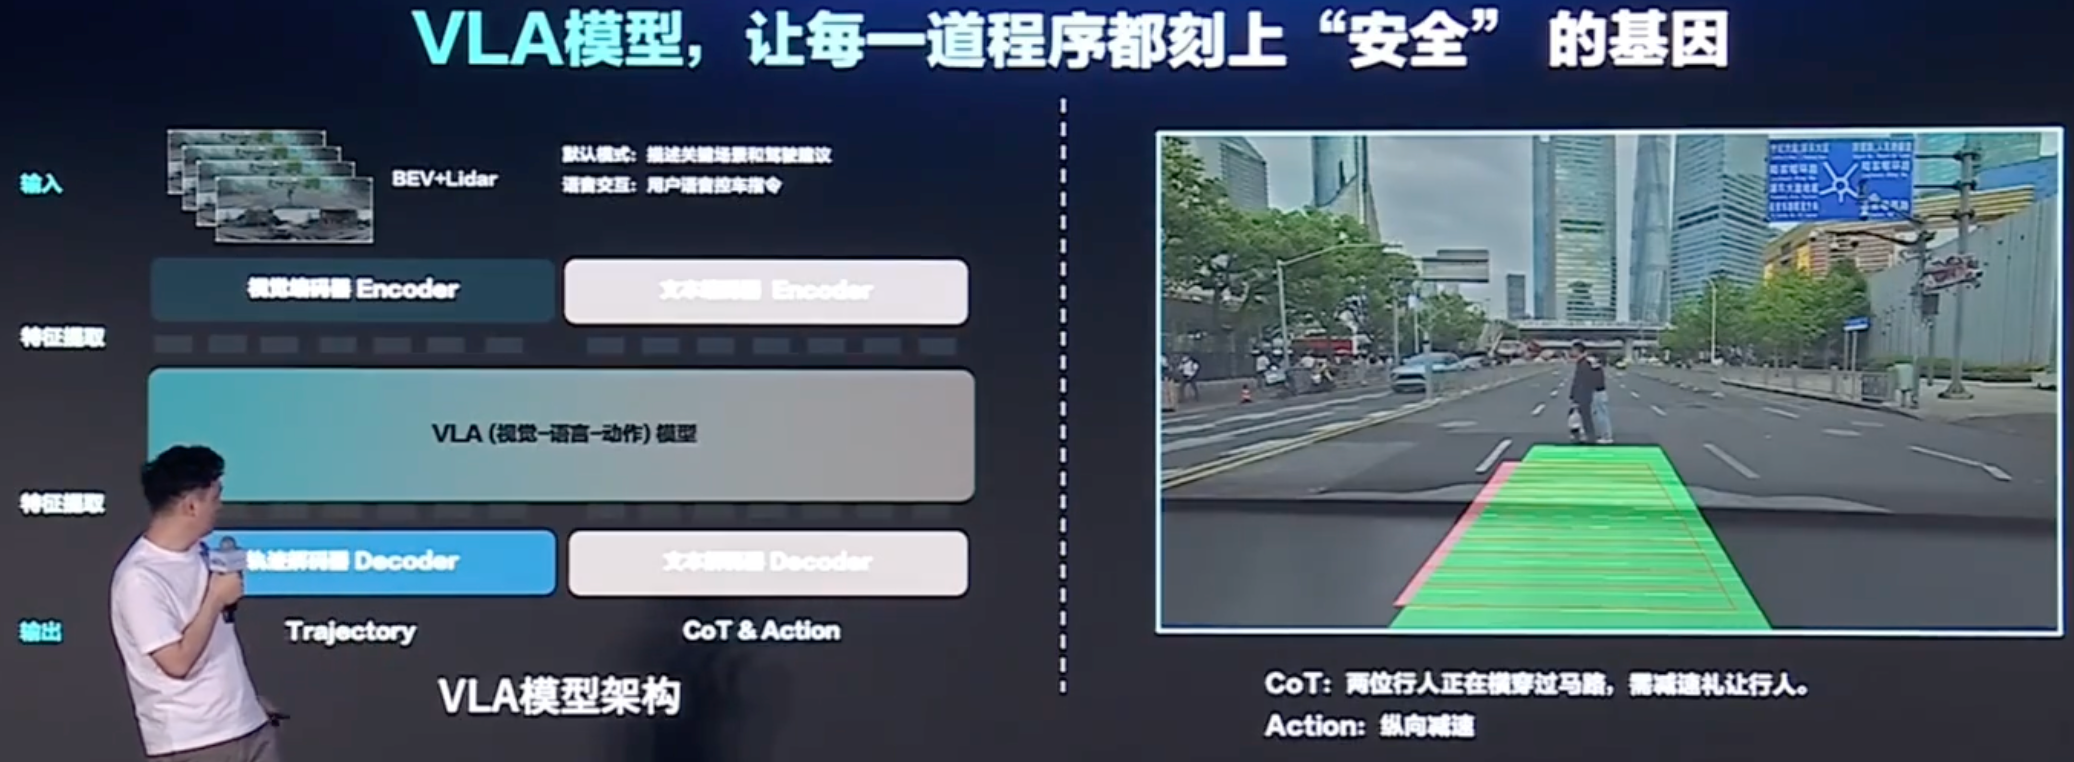 VLA模型，让每一道程序都刻上“安全”的基因
输入
BEV+Lidar
默认模式：描述关键场景和驾驶建议
语音交互：用户语音控车指令
视觉编码器 Encoder
文本编码器 Encoder
特征提取
VLA (视觉-语言-动作) 模型
特征提取
轨迹解码器 Decoder
文本解码器 Decoder
输出
Trajectory
CoT & Action
VLA模型架构
CoT：两位行人正在横穿过马路，需减速礼让行人。
Action：纵向减速